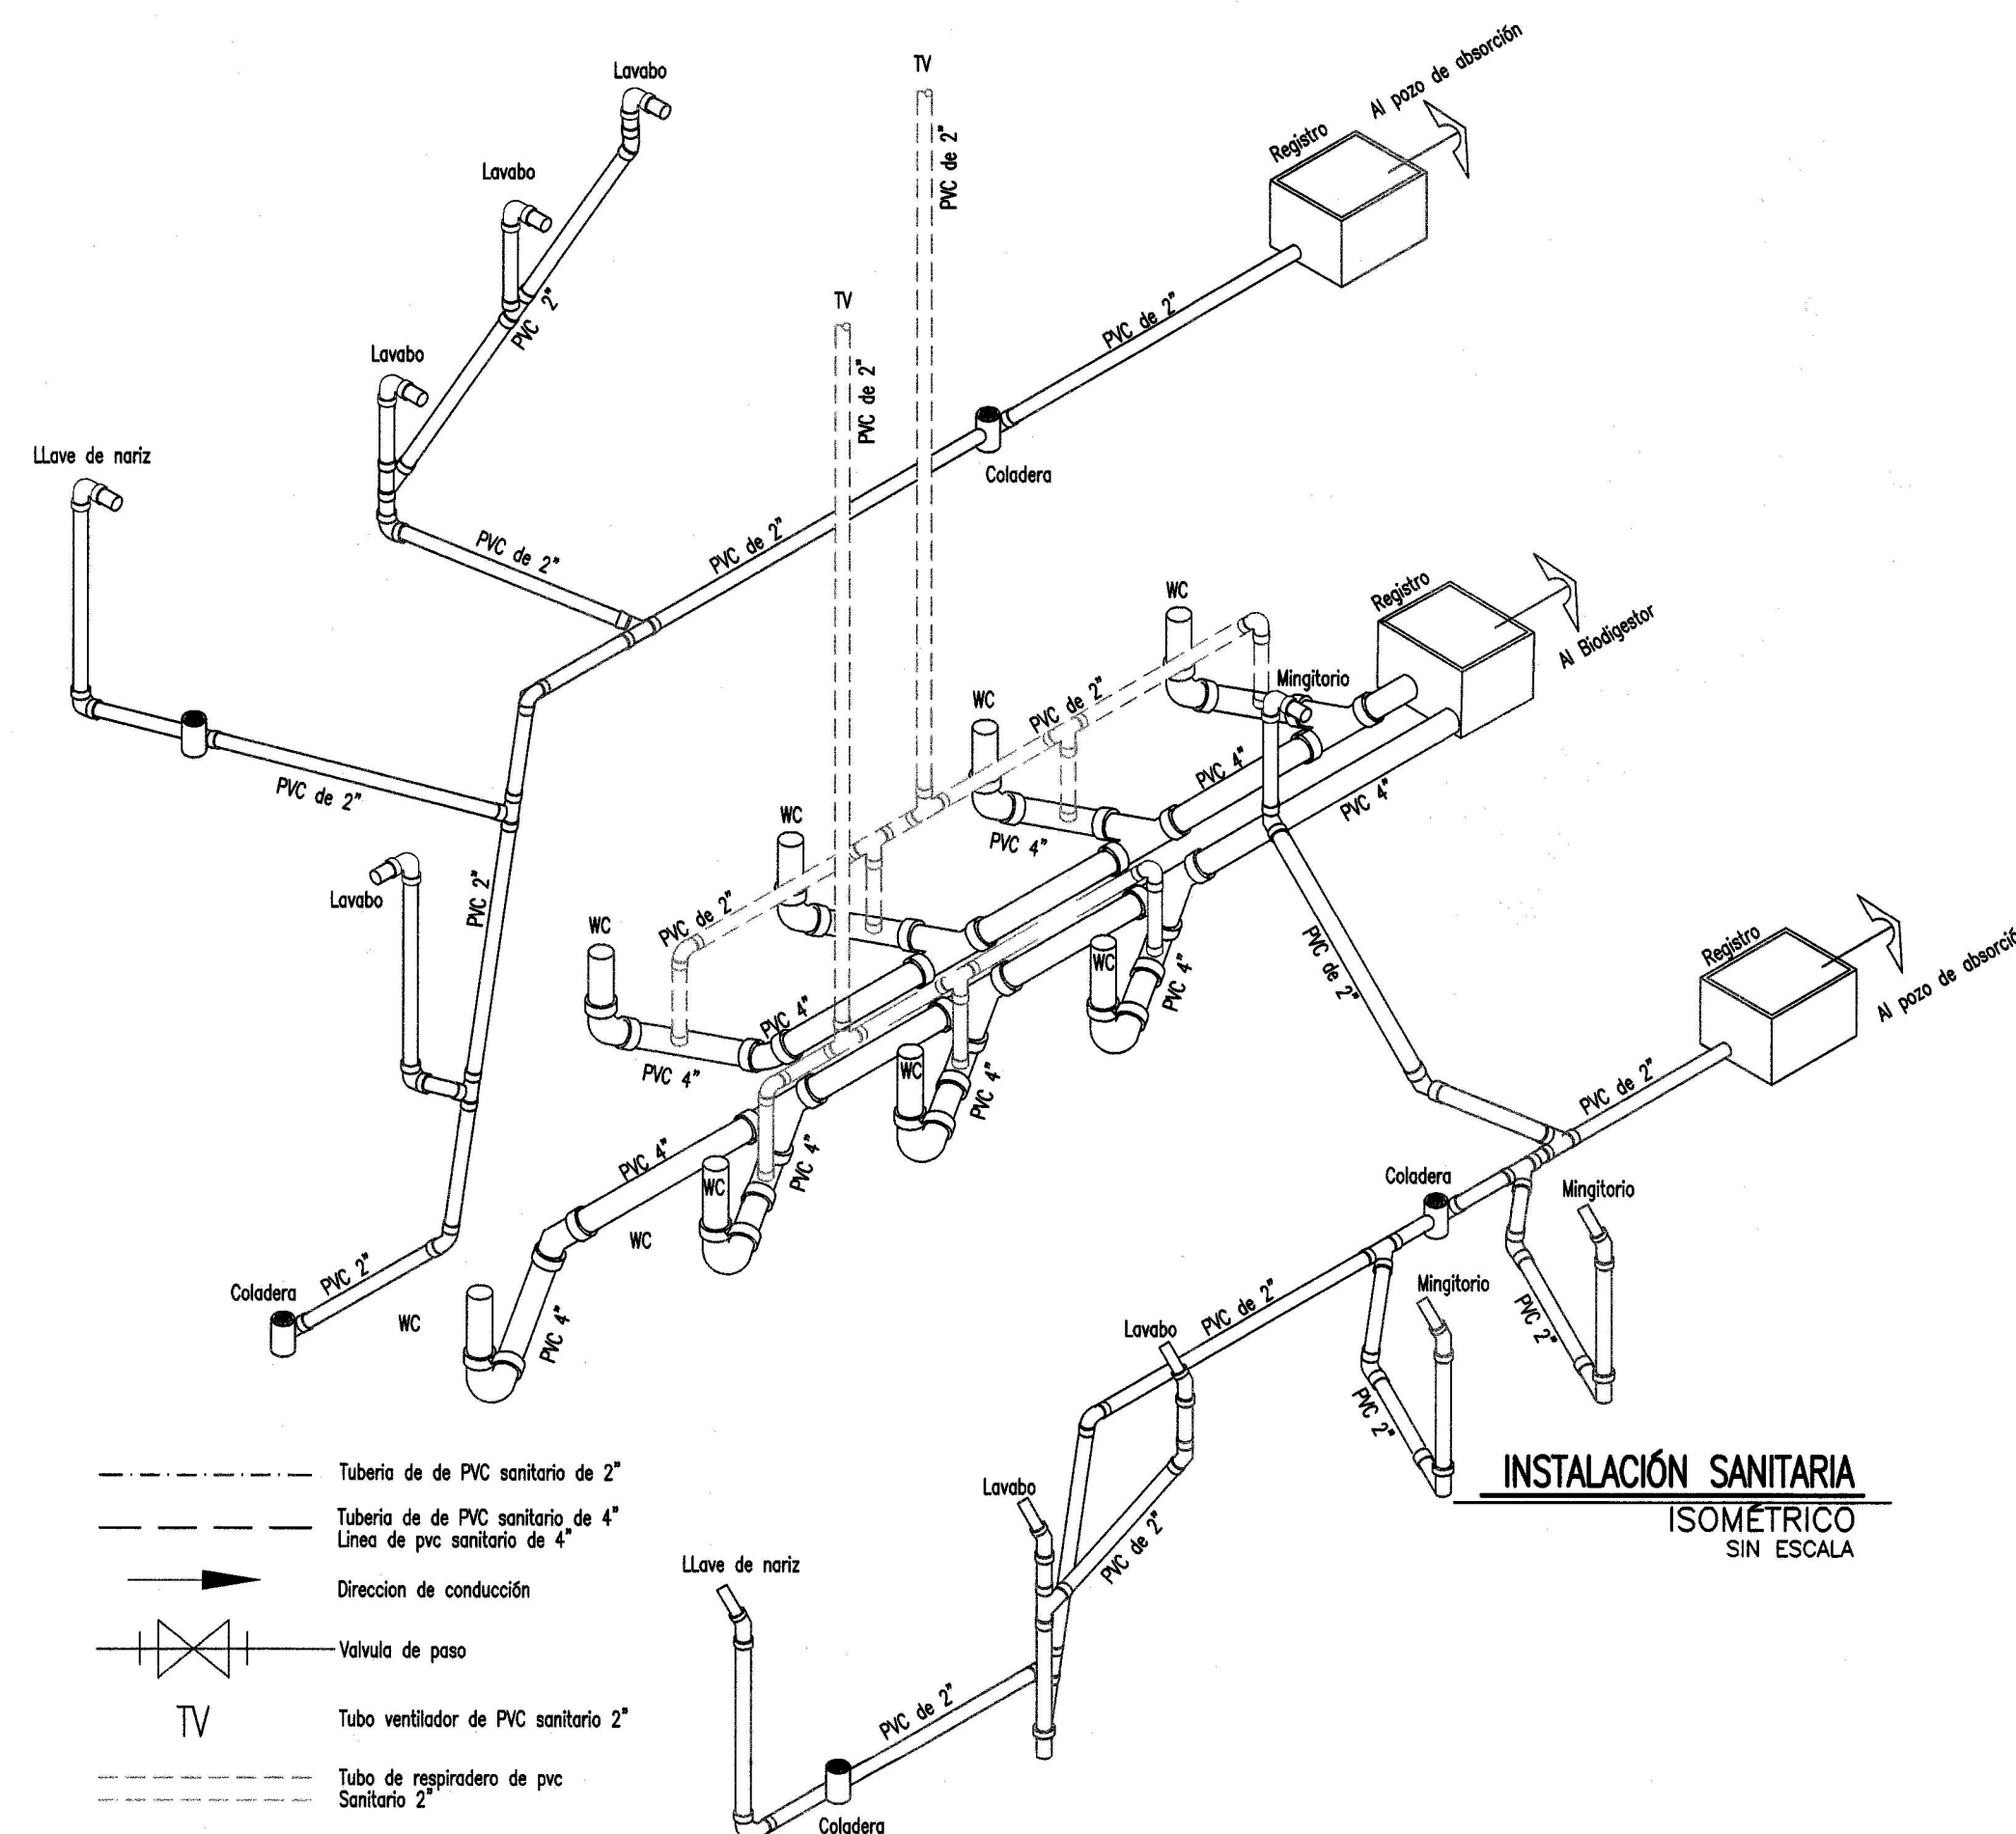 Lavabo
TV
Al pozo de absorción
PVC de 2"
Registro
Lavabo
PVC 2"
TV
PVC de 2"
PVC de 2"
Lavabo
LLave de nariz
Coladera
PVC de 2"
PVC de 2"
WC
Registro
Al Biodigestor
Mingitorio
WC
PVC de 2"
PVC 4"
PVC 4"
PVC de 2"
WC
PVC 4"
Lavabo
PVC 2"
WC
PVC de 2"
WC
PVC 4"
PVC de 2"
Registro
Al pozo de absorció
PVC 4"
PVC 4"
WC
PVC 4"
PVC de 2"
PVC 4"
WC
PVC 4"
WC
Coladera
Mingitorio
Coladera
PVC 2"
WC
PVC 4"
Mingitorio
PVC de 2"
PVC 2"
Lavabo
PVC 2"
Lavabo
PVC de 2"
LLave de nariz
PVC de 2"
Coladera
INSTALACIÓN SANITARIA
ISOMÉTRICO
SIN ESCALA
Tuberia de de PVC sanitario de 2"
Tuberia de de PVC sanitario de 4"
Linea de pvc sanitario de 4"
Direccion de conducción
Valvula de paso
TV
Tubo ventilador de PVC sanitario 2"
Tubo de respiradero de pvc
Sanitario 2"